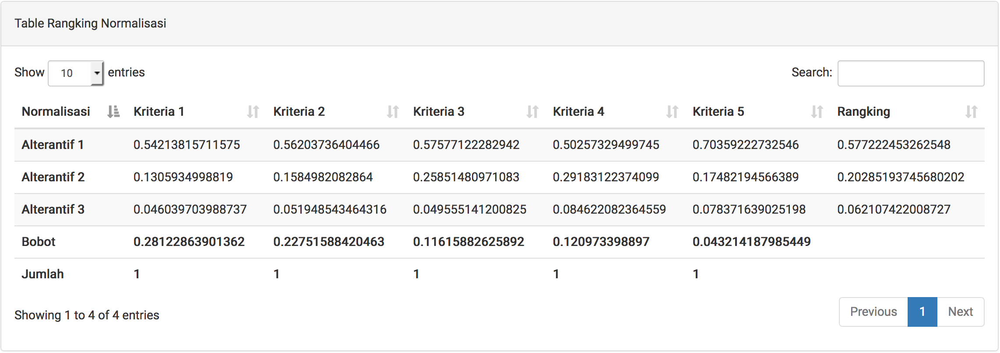 Table Rangking Normalisasi
Show 10 entries Search:
Normalisasi Kriteria 1 Kriteria 2 Kriteria 3 Kriteria 4 Kriteria 5 Rangking
Alterantif 1 0.54213815711575 0.56203736404466 0.57577122282942 0.50257329499745 0.70359222732546 0.577222453262548
Alterantif 2 0.1305934998819 0.1584982082864 0.25851480971083 0.29183122374099 0.17482194566389 0.20285193745680202
Alterantif 3 0.046039703988737 0.051948543464316 0.049555141200825 0.084622082364559 0.078371639025198 0.062107422008727
Bobot 0.28122863901362 0.22751588420463 0.11615882625892 0.120973398897 0.043214187985449
Jumlah 1 1 1 1 1
Showing 1 to 4 of 4 entries Previous 1 Next